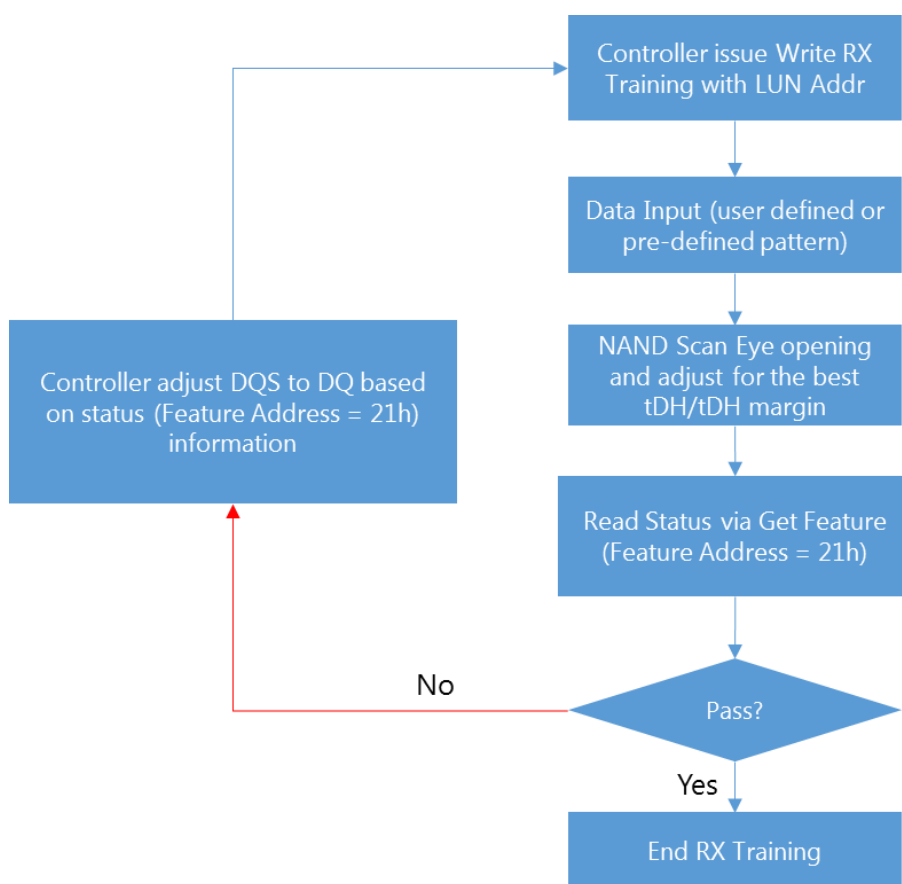 Controller issue Write RX
Training with LUN Addr
Data Input (user defined or
pre-defined pattern)
NAND Scan Eye opening
and adjust for the best
tDH/tDH margin
Controller adjust DQS to DQ based
on status (Feature Address = 21h)
information
Read Status via Get Feature
(Feature Address = 21h)
No
Pass?
Yes
End RX Training